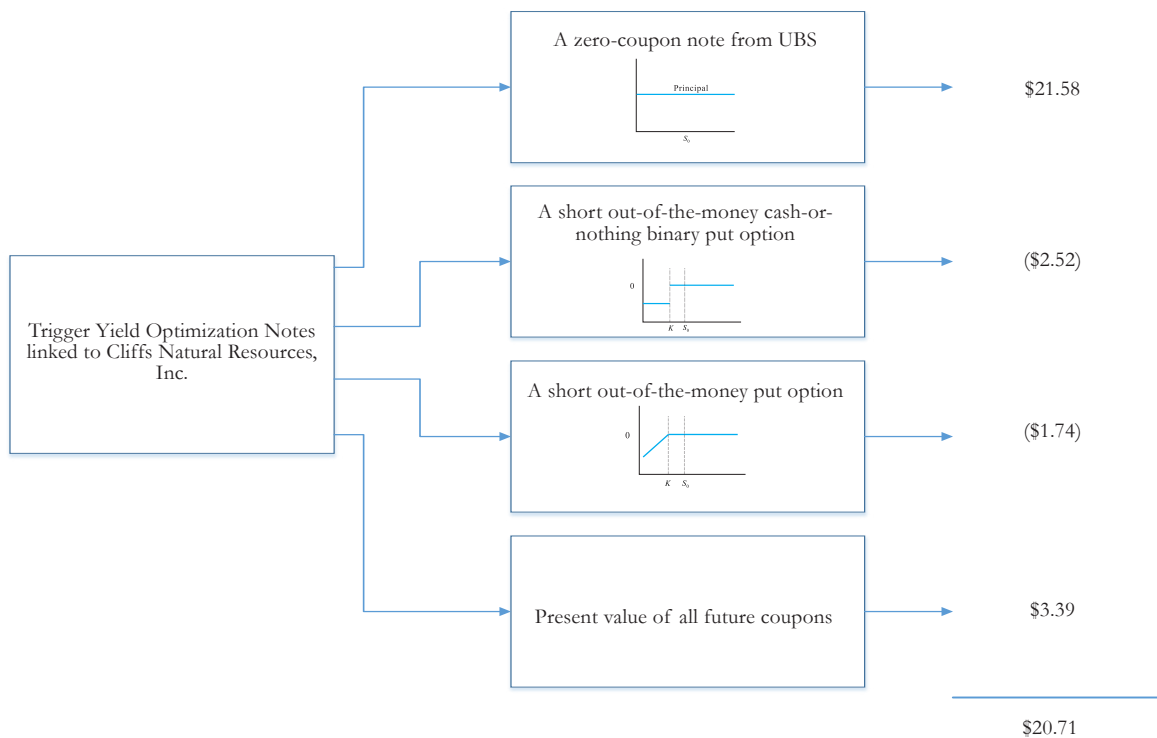 A zero-coupon note from UBS
Principal
S0
$21.58
A short out-of-the-money cash-or-
nothing binary put option
0
K S0
($2.52)
Trigger Yield Optimization Notes
linked to Cliffs Natural Resources,
Inc.
A short out-of-the-money put option
0
K S0
($1.74)
Present value of all future coupons
$3.39
$20.71